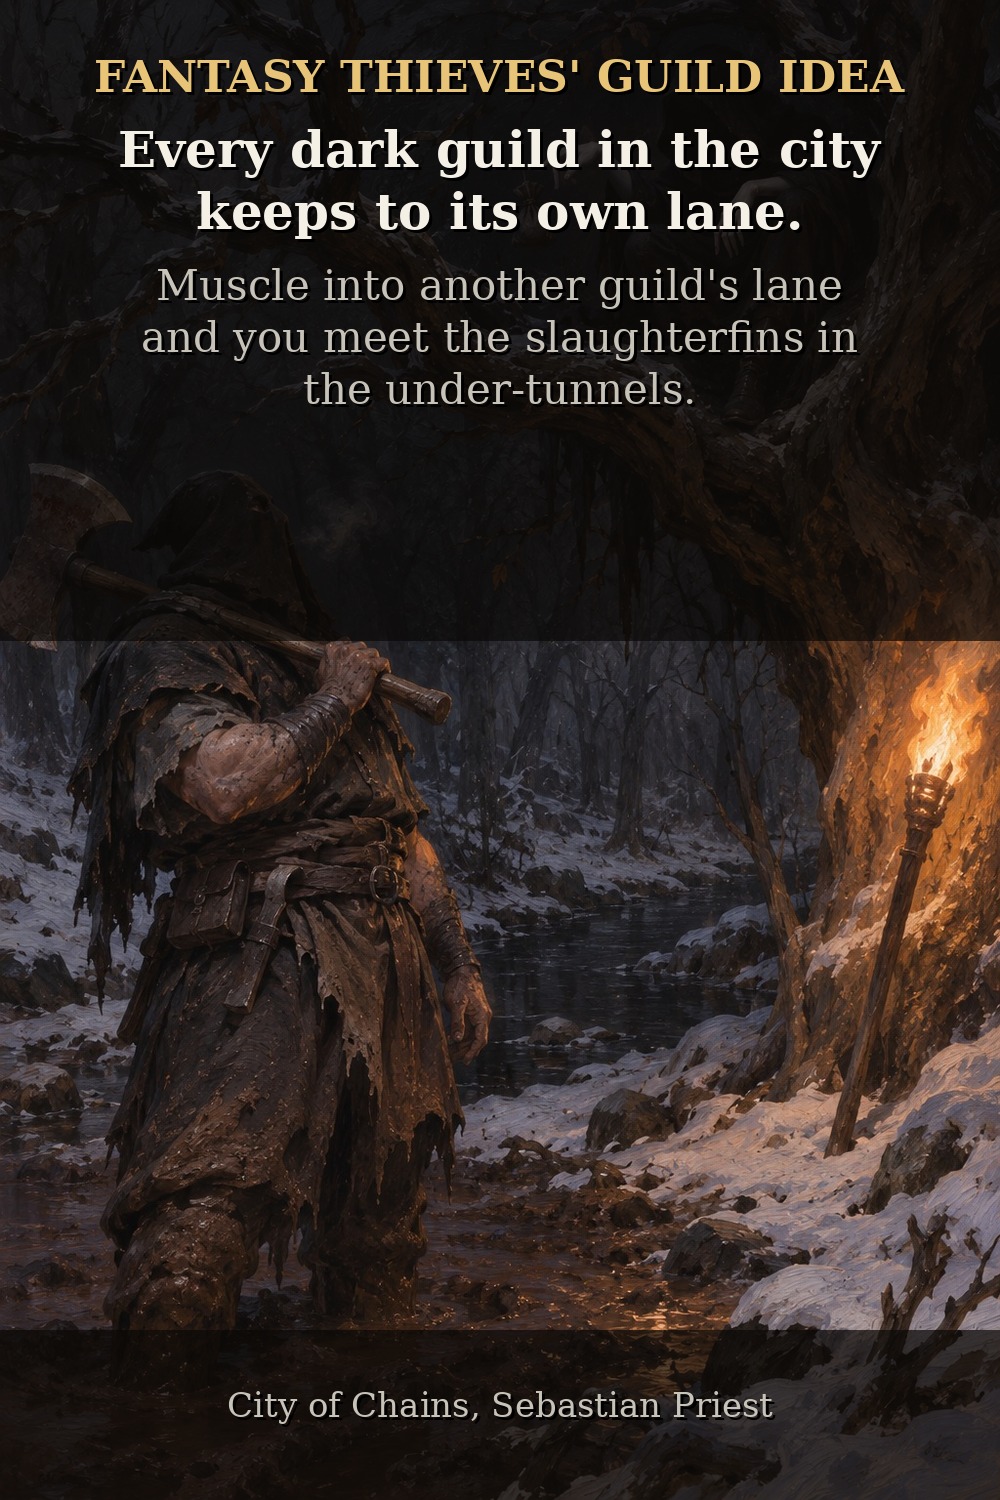 FANTASY THIEVES' GUILD IDEA
Every dark guild in the city
keeps to its own lane.
Muscle into another guild's lane
and you meet the slaughterfins in
the under-tunnels.
City of Chains, Sebastian Priest